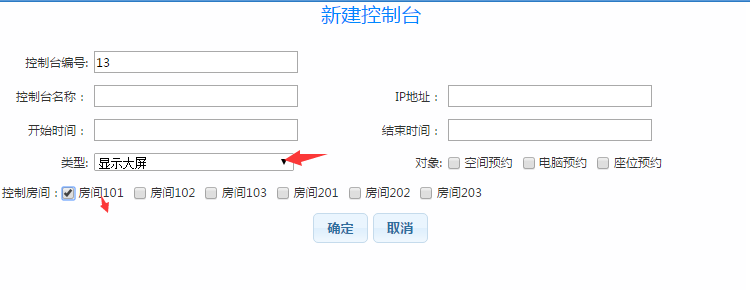 新建控制台
控制台编号: 13
控制台名称： IP地址：
开始时间： 结束时间：
类型: 显示大屏 对象: 空间预约 电脑预约 座位预约
控制房间： 房间101 房间102 房间103 房间201 房间202 房间203
确定 取消